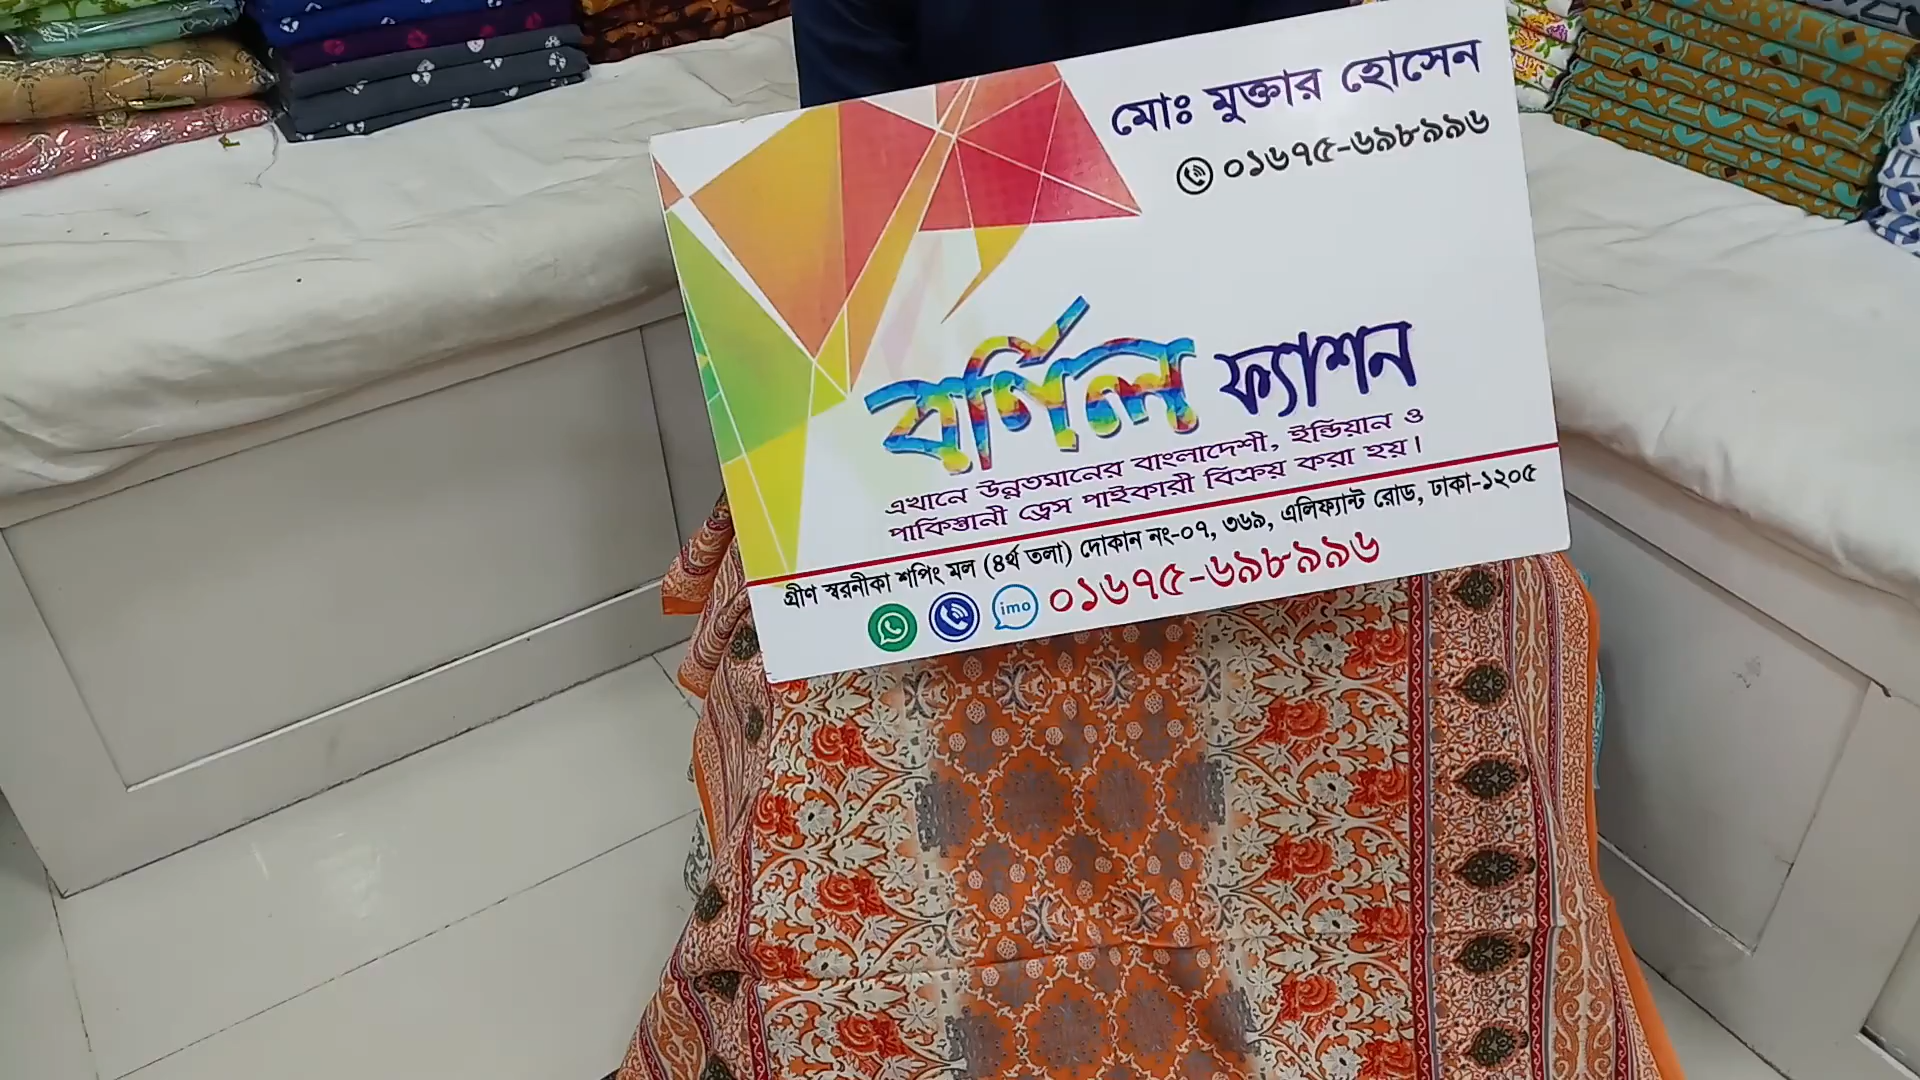 মোঃ মুক্তার হোসেন
০১৬৭৫-৬৯৮৯৯৬
বর্ণিল ফ্যাশন
এখানে উন্নতমানের বাংলাদেশী, ইন্ডিয়ান ও
পাকিস্তানী ড্রেস পাইকারী বিক্রয় করা হয়।
গ্রীণ স্বরনীকা শপিং মল (৪র্থ তলা) দোকান নং-০৭, ৩৬৯, এলিফ্যান্ট রোড, ঢাকা-১২০৫
imo ০১৬৭৫-৬৯৮৯৯৬